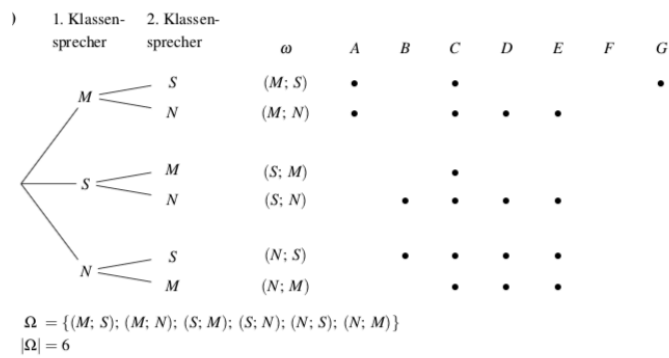 ) 1. Klassen- 2. Klassen-
sprecher sprecher ω A B C D E F G
S (M; S) • • •
M
N (M; N) • • • •
M (S; M) •
S
N (S; N) • • • •
S (N; S) • • • •
N
M (N; M) • • •
Ω = {(M; S); (M; N); (S; M); (S; N); (N; S); (N; M)}
|Ω| = 6